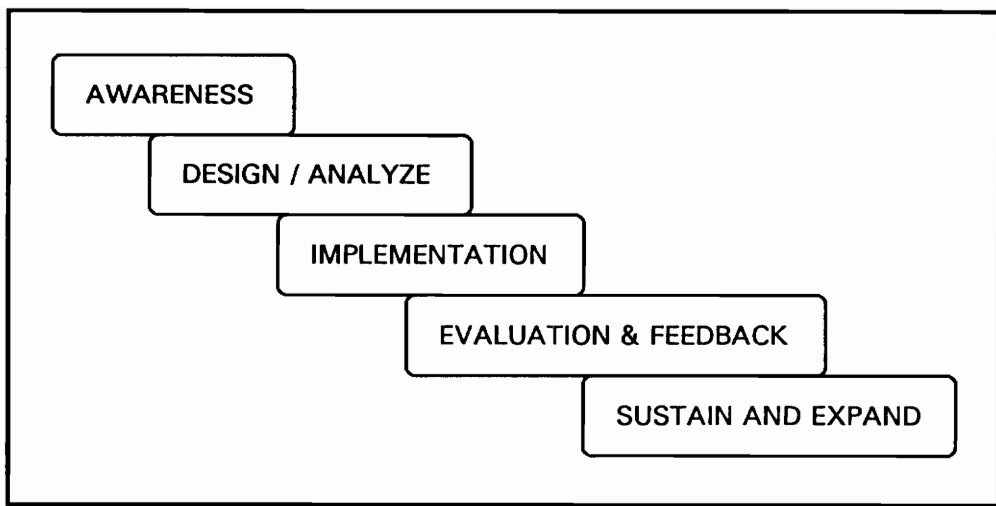 AWARENESS
DESIGN / ANALYZE
IMPLEMENTATION
EVALUATION & FEEDBACK
SUSTAIN AND EXPAND